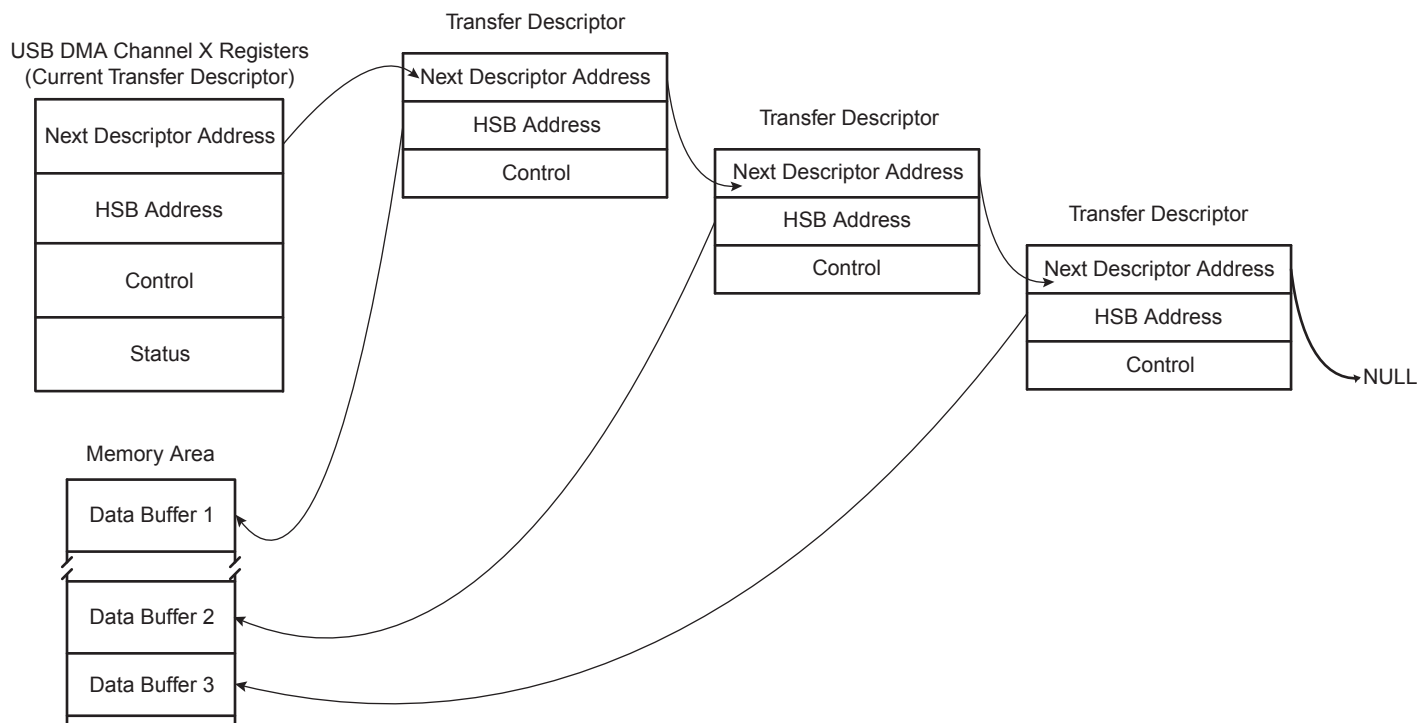 USB DMA Channel X Registers
(Current Transfer Descriptor)
Next Descriptor Address
HSB Address
Control
Status
Transfer Descriptor
Next Descriptor Address
HSB Address
Control
Transfer Descriptor
Next Descriptor Address
HSB Address
Control
Transfer Descriptor
Next Descriptor Address
HSB Address
Control
NULL
Memory Area
Data Buffer 1
Data Buffer 2
Data Buffer 3